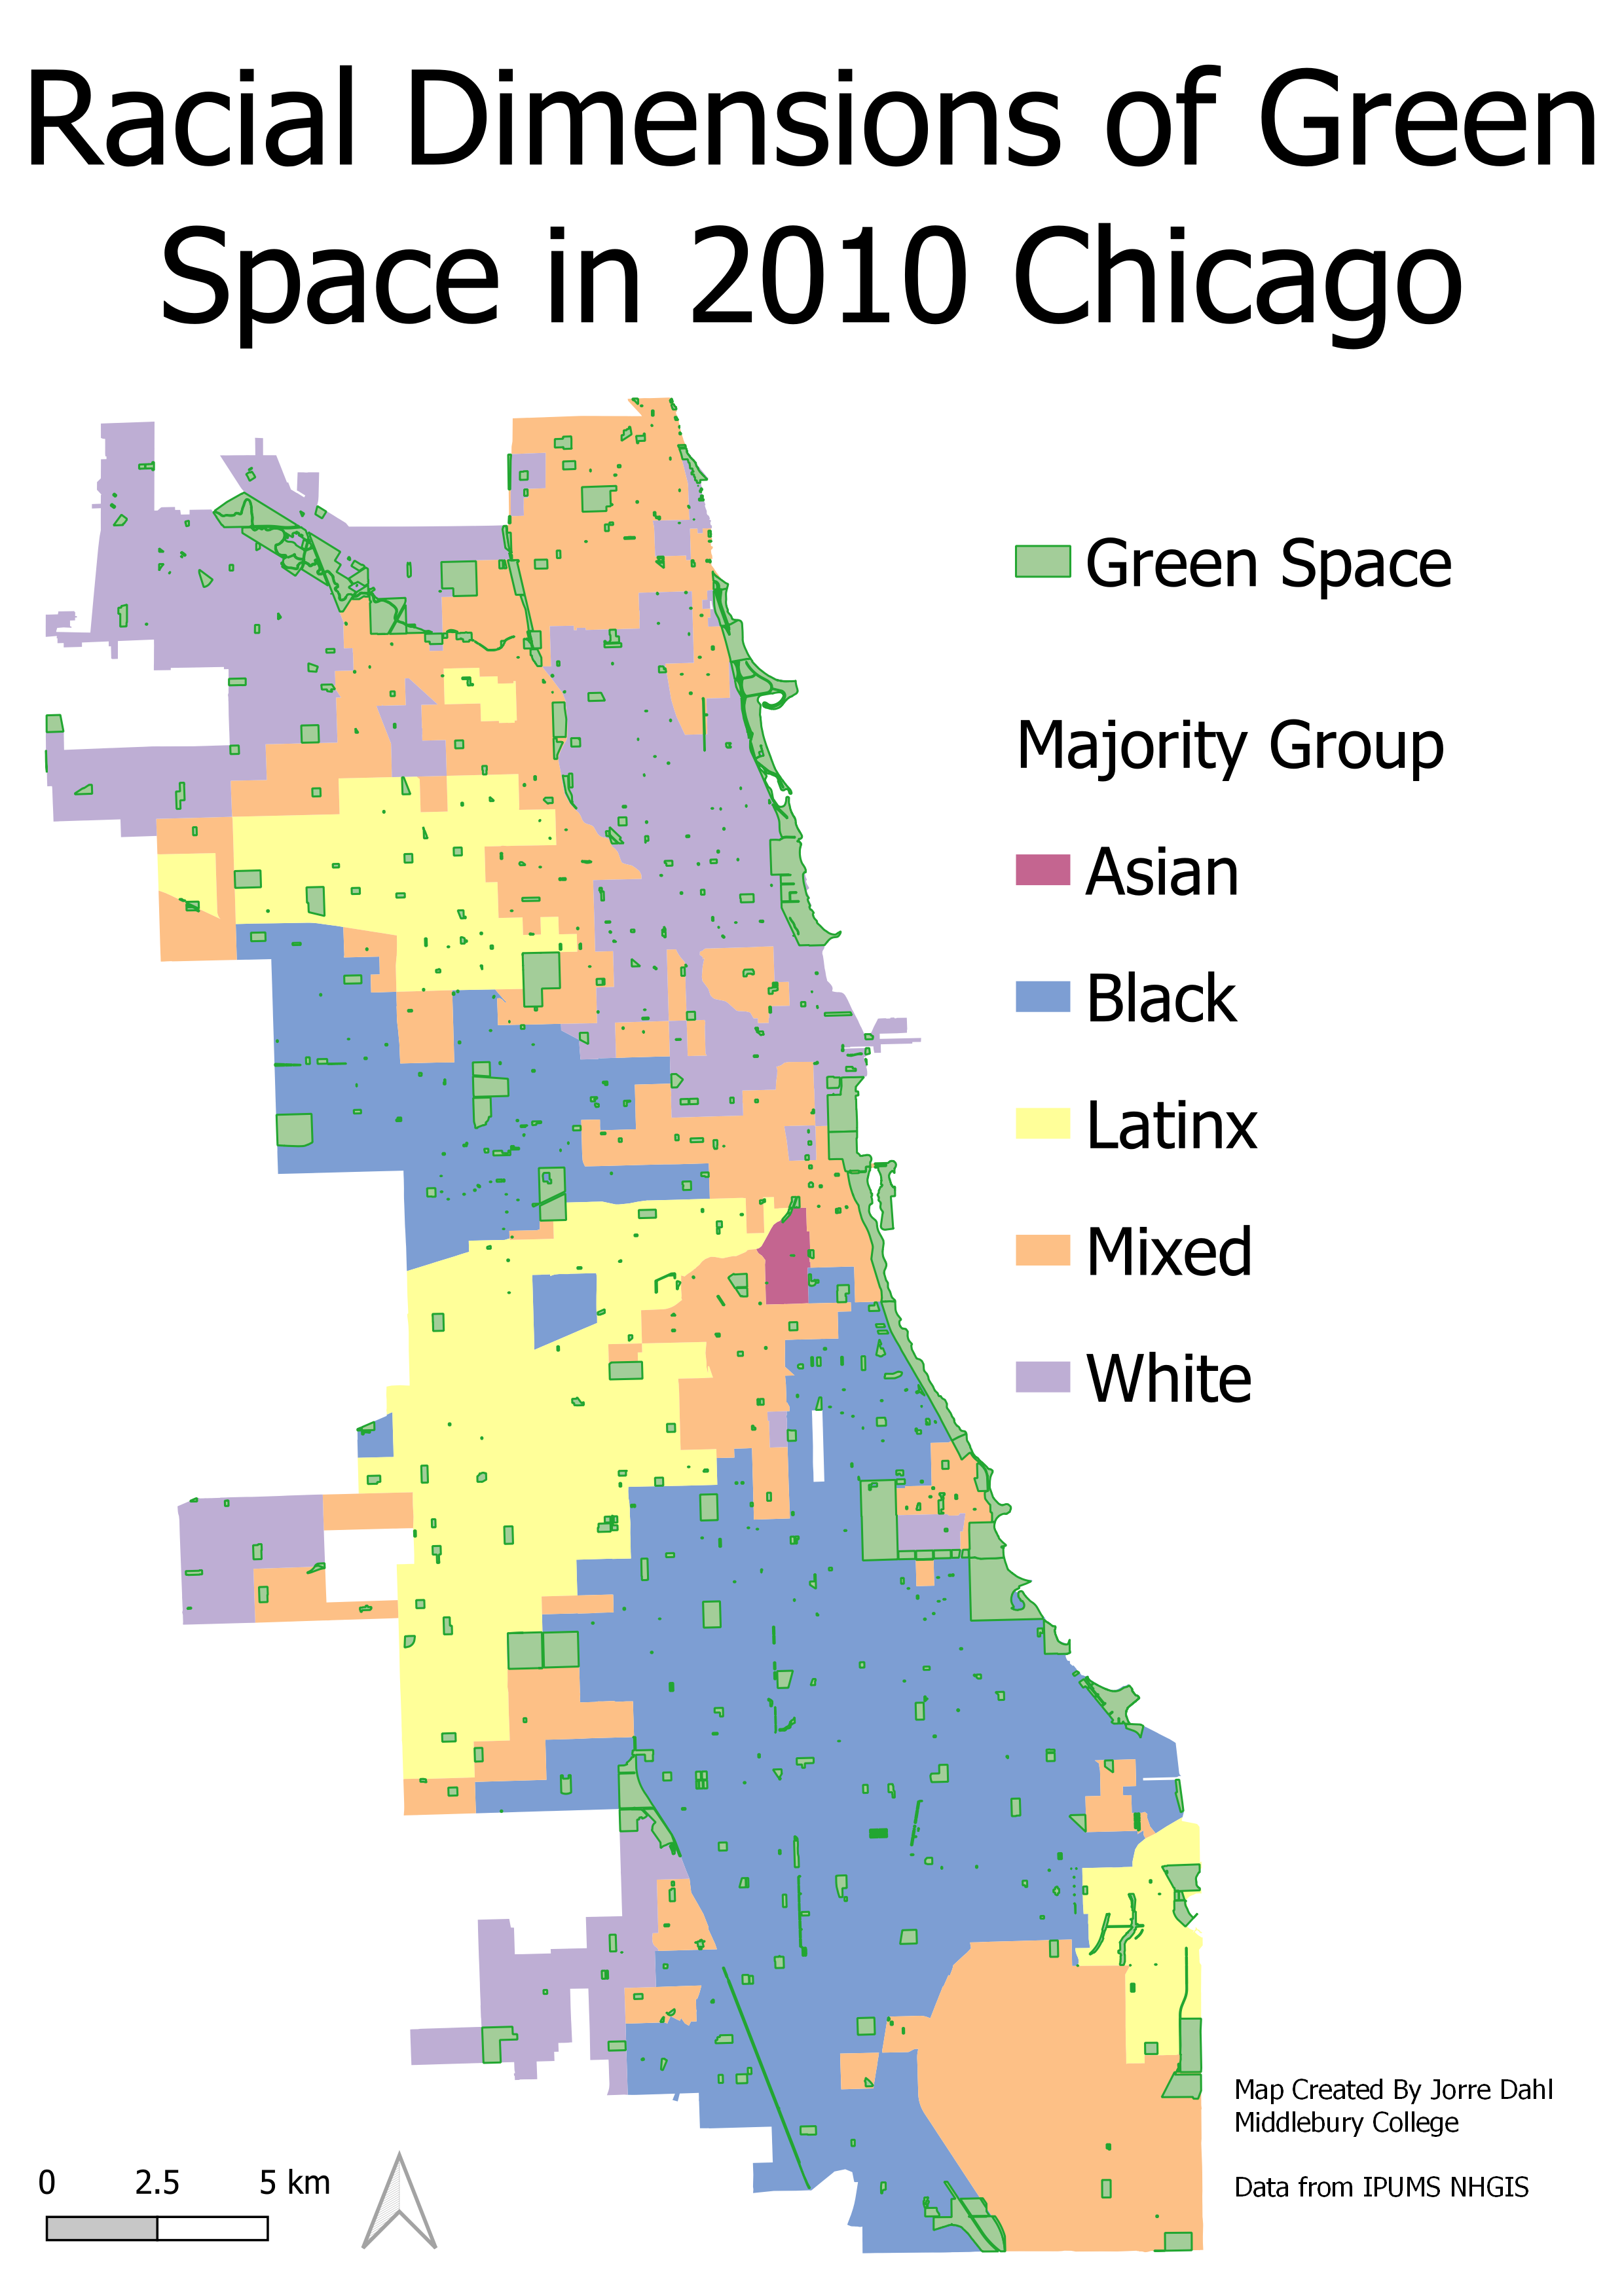 Racial Dimensions of Green
Space in 2010 Chicago
Green Space
Majority Group
Asian
Black
Latinx
Mixed
White
Map Created By Jorre Dahl
Middlebury College
Data from IPUMS NHGIS
0 2.5 5 km